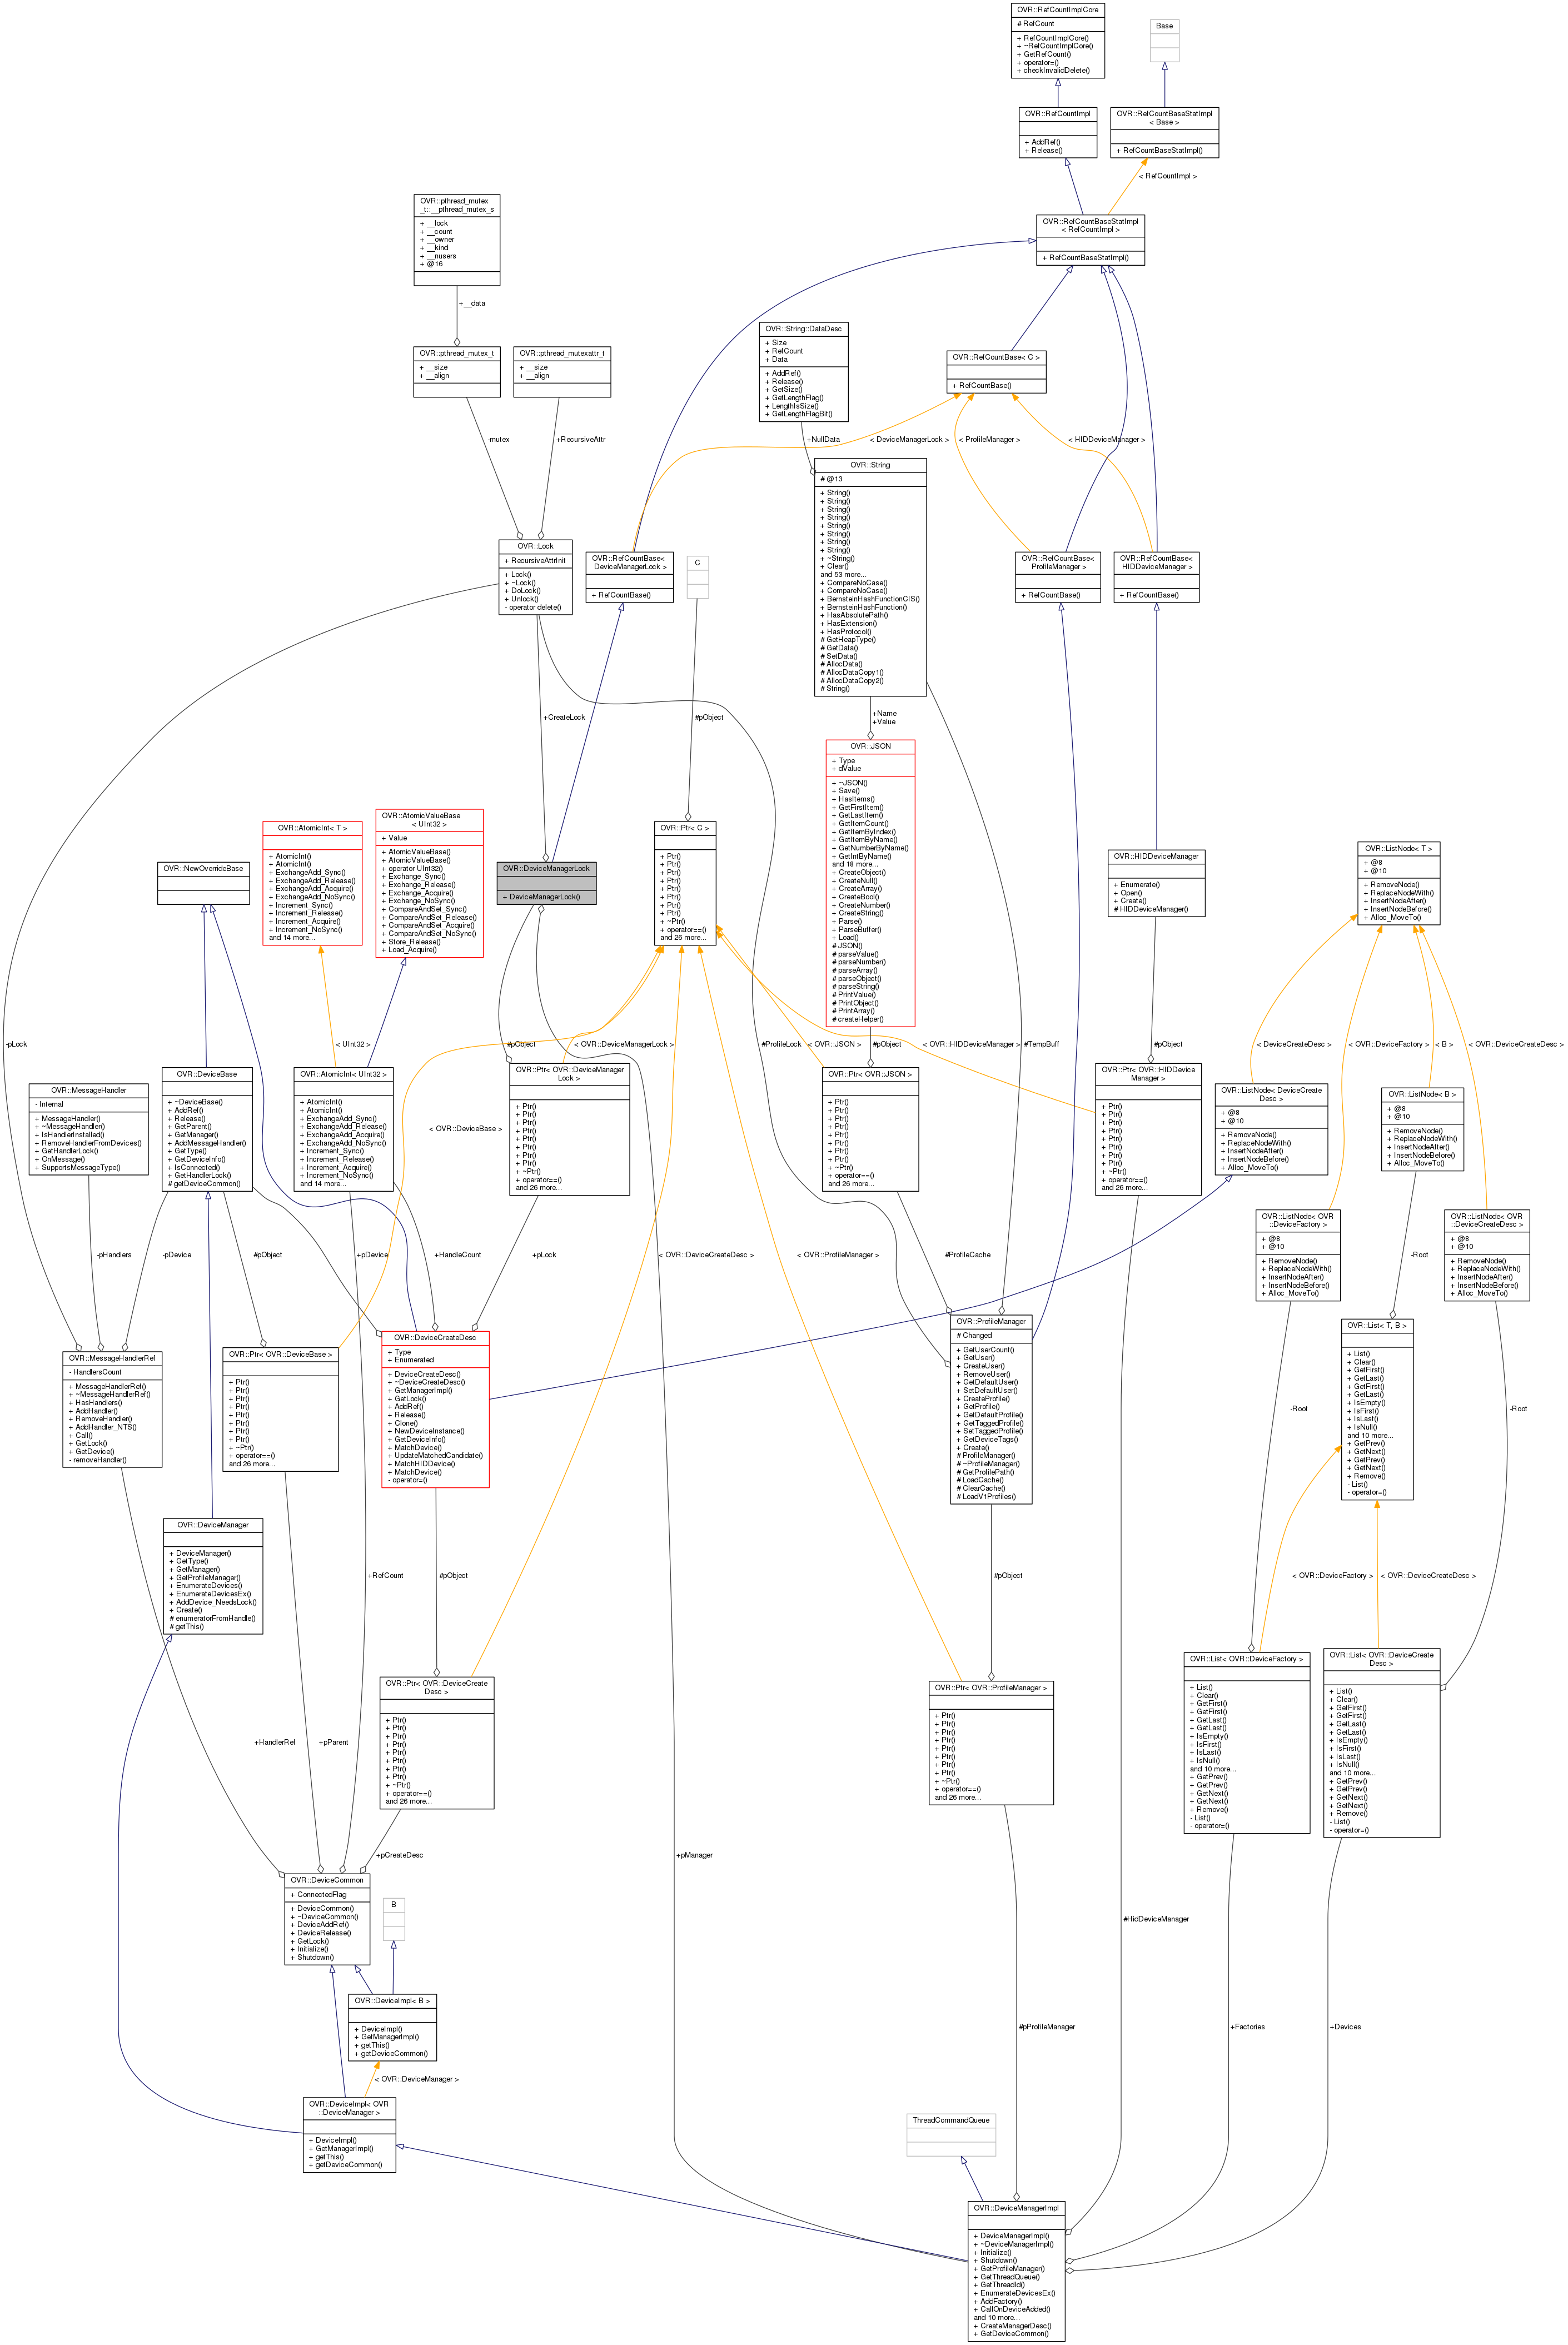 OVR::RefCountImplCore
# RefCount
+ RefCountImplCore()
+ ~RefCountImplCore()
+ GetRefCount()
+ operator=()
+ checkInvalidDelete()
Base
OVR::RefCountImpl
+ AddRef()
+ Release()
OVR::RefCountBaseStatImpl
< Base >
+ RefCountBaseStatImpl()
< RefCountImpl >
OVR::pthread_mutex
_t::__pthread_mutex_s
+ __lock
+ __count
+ __owner
+ __kind
+ __nusers
+ @16
OVR::RefCountBaseStatImpl
< RefCountImpl >
+ RefCountBaseStatImpl()
+__data
OVR::String::DataDesc
+ Size
+ RefCount
+ Data
+ AddRef()
+ Release()
+ GetSize()
+ GetLengthFlag()
+ LengthIsSize()
+ GetLengthFlagBit()
OVR::pthread_mutex_t
+ __size
+ __align
OVR::pthread_mutexattr_t
+ __size
+ __align
OVR::RefCountBase< C >
+ RefCountBase()
-mutex
+RecursiveAttr
+NullData
< DeviceManagerLock >
< ProfileManager >
< HIDDeviceManager >
OVR::String
# @13
+ String()
+ String()
+ String()
+ String()
+ String()
+ String()
+ String()
+ String()
+ ~String()
+ Clear()
and 53 more...
+ CompareNoCase()
+ CompareNoCase()
+ BernsteinHashFunctionCIS()
+ BernsteinHashFunction()
+ HasAbsolutePath()
+ HasExtension()
+ HasProtocol()
# GetHeapType()
# GetData()
# SetData()
# AllocData()
# AllocDataCopy1()
# AllocDataCopy2()
# String()
OVR::Lock
+ RecursiveAttrInit
+ Lock()
+ ~Lock()
+ DoLock()
+ Unlock()
- operator delete()
OVR::RefCountBase<
DeviceManagerLock >
+ RefCountBase()
C
OVR::RefCountBase<
ProfileManager >
+ RefCountBase()
OVR::RefCountBase<
HIDDeviceManager >
+ RefCountBase()
+CreateLock
#pObject
+Name
+Value
OVR::JSON
+ Type
+ dValue
+ ~JSON()
+ Save()
+ HasItems()
+ GetFirstItem()
+ GetLastItem()
+ GetItemCount()
+ GetItemByIndex()
+ GetItemByName()
+ GetNumberByName()
+ GetIntByName()
and 18 more...
+ CreateObject()
+ CreateNull()
+ CreateArray()
+ CreateBool()
+ CreateNumber()
+ CreateString()
+ Parse()
+ ParseBuffer()
+ Load()
# JSON()
# parseValue()
# parseNumber()
# parseArray()
# parseObject()
# parseString()
# PrintValue()
# PrintObject()
# PrintArray()
# createHelper()
OVR::NewOverrideBase
OVR::AtomicInt< T >
+ AtomicInt()
+ AtomicInt()
+ ExchangeAdd_Sync()
+ ExchangeAdd_Release()
+ ExchangeAdd_Acquire()
+ ExchangeAdd_NoSync()
+ Increment_Sync()
+ Increment_Release()
+ Increment_Acquire()
+ Increment_NoSync()
and 14 more...
OVR::AtomicValueBase
< UInt32 >
+ Value
+ AtomicValueBase()
+ AtomicValueBase()
+ operator UInt32()
+ Exchange_Sync()
+ Exchange_Release()
+ Exchange_Acquire()
+ Exchange_NoSync()
+ CompareAndSet_Sync()
+ CompareAndSet_Release()
+ CompareAndSet_Acquire()
+ CompareAndSet_NoSync()
+ Store_Release()
+ Load_Acquire()
OVR::DeviceManagerLock
+ DeviceManagerLock()
OVR::Ptr< C >
+ Ptr()
+ Ptr()
+ Ptr()
+ Ptr()
+ Ptr()
+ Ptr()
+ Ptr()
+ Ptr()
+ ~Ptr()
+ operator==()
and 26 more...
OVR::HIDDeviceManager
+ Enumerate()
+ Open()
+ Create()
# HIDDeviceManager()
OVR::ListNode< T >
+ @8
+ @10
+ RemoveNode()
+ ReplaceNodeWith()
+ InsertNodeAfter()
+ InsertNodeBefore()
+ Alloc_MoveTo()
-pLock
< UInt32 >
#pObject
< OVR::DeviceManagerLock >
#ProfileLock
< OVR::JSON >
#pObject
< OVR::HIDDeviceManager >
#TempBuff
#pObject
< DeviceCreateDesc >
< OVR::DeviceFactory >
< B >
< OVR::DeviceCreateDesc >
OVR::MessageHandler
- Internal
+ MessageHandler()
+ ~MessageHandler()
+ IsHandlerInstalled()
+ RemoveHandlerFromDevices()
+ GetHandlerLock()
+ OnMessage()
+ SupportsMessageType()
OVR::DeviceBase
+ ~DeviceBase()
+ AddRef()
+ Release()
+ GetParent()
+ GetManager()
+ AddMessageHandler()
+ GetType()
+ GetDeviceInfo()
+ IsConnected()
+ GetHandlerLock()
# getDeviceCommon()
OVR::AtomicInt< UInt32 >
+ AtomicInt()
+ AtomicInt()
+ ExchangeAdd_Sync()
+ ExchangeAdd_Release()
+ ExchangeAdd_Acquire()
+ ExchangeAdd_NoSync()
+ Increment_Sync()
+ Increment_Release()
+ Increment_Acquire()
+ Increment_NoSync()
and 14 more...
< OVR::DeviceBase >
OVR::Ptr< OVR::DeviceManager
Lock >
+ Ptr()
+ Ptr()
+ Ptr()
+ Ptr()
+ Ptr()
+ Ptr()
+ Ptr()
+ Ptr()
+ ~Ptr()
+ operator==()
and 26 more...
OVR::Ptr< OVR::JSON >
+ Ptr()
+ Ptr()
+ Ptr()
+ Ptr()
+ Ptr()
+ Ptr()
+ Ptr()
+ Ptr()
+ ~Ptr()
+ operator==()
and 26 more...
OVR::Ptr< OVR::HIDDevice
Manager >
+ Ptr()
+ Ptr()
+ Ptr()
+ Ptr()
+ Ptr()
+ Ptr()
+ Ptr()
+ Ptr()
+ ~Ptr()
+ operator==()
and 26 more...
OVR::ListNode< DeviceCreate
Desc >
+ @8
+ @10
+ RemoveNode()
+ ReplaceNodeWith()
+ InsertNodeAfter()
+ InsertNodeBefore()
+ Alloc_MoveTo()
OVR::ListNode< B >
+ @8
+ @10
+ RemoveNode()
+ ReplaceNodeWith()
+ InsertNodeAfter()
+ InsertNodeBefore()
+ Alloc_MoveTo()
OVR::ListNode< OVR
::DeviceFactory >
+ @8
+ @10
+ RemoveNode()
+ ReplaceNodeWith()
+ InsertNodeAfter()
+ InsertNodeBefore()
+ Alloc_MoveTo()
OVR::ListNode< OVR
::DeviceCreateDesc >
+ @8
+ @10
+ RemoveNode()
+ ReplaceNodeWith()
+ InsertNodeAfter()
+ InsertNodeBefore()
+ Alloc_MoveTo()
-pHandlers
-pDevice
#pObject
+pDevice
+HandleCount
+pLock
< OVR::DeviceCreateDesc >
< OVR::ProfileManager >
#ProfileCache
-Root
OVR::MessageHandlerRef
- HandlersCount
+ MessageHandlerRef()
+ ~MessageHandlerRef()
+ HasHandlers()
+ AddHandler()
+ RemoveHandler()
+ AddHandler_NTS()
+ Call()
+ GetLock()
+ GetDevice()
- removeHandler()
OVR::Ptr< OVR::DeviceBase >
+ Ptr()
+ Ptr()
+ Ptr()
+ Ptr()
+ Ptr()
+ Ptr()
+ Ptr()
+ Ptr()
+ ~Ptr()
+ operator==()
and 26 more...
OVR::DeviceCreateDesc
+ Type
+ Enumerated
+ DeviceCreateDesc()
+ ~DeviceCreateDesc()
+ GetManagerImpl()
+ GetLock()
+ AddRef()
+ Release()
+ Clone()
+ NewDeviceInstance()
+ GetDeviceInfo()
+ MatchDevice()
+ UpdateMatchedCandidate()
+ MatchHIDDevice()
+ MatchDevice()
- operator=()
OVR::ProfileManager
# Changed
+ GetUserCount()
+ GetUser()
+ CreateUser()
+ RemoveUser()
+ GetDefaultUser()
+ SetDefaultUser()
+ CreateProfile()
+ GetProfile()
+ GetDefaultProfile()
+ GetTaggedProfile()
+ SetTaggedProfile()
+ GetDeviceTags()
+ Create()
# ProfileManager()
# ~ProfileManager()
# GetProfilePath()
# LoadCache()
# ClearCache()
# LoadV1Profiles()
OVR::List< T, B >
+ List()
+ Clear()
+ GetFirst()
+ GetLast()
+ GetFirst()
+ GetLast()
+ IsEmpty()
+ IsFirst()
+ IsLast()
+ IsNull()
and 10 more...
+ GetPrev()
+ GetNext()
+ GetPrev()
+ GetNext()
+ Remove()
- List()
- operator=()
-Root
-Root
OVR::DeviceManager
+ DeviceManager()
+ GetType()
+ GetManager()
+ GetProfileManager()
+ EnumerateDevices()
+ EnumerateDevicesEx()
+ AddDevice_NeedsLock()
+ Create()
# enumeratorFromHandle()
# getThis()
+RefCount
#pObject
#pObject
< OVR::DeviceFactory >
< OVR::DeviceCreateDesc >
OVR::Ptr< OVR::DeviceCreate
Desc >
+ Ptr()
+ Ptr()
+ Ptr()
+ Ptr()
+ Ptr()
+ Ptr()
+ Ptr()
+ Ptr()
+ ~Ptr()
+ operator==()
and 26 more...
OVR::Ptr< OVR::ProfileManager >
+ Ptr()
+ Ptr()
+ Ptr()
+ Ptr()
+ Ptr()
+ Ptr()
+ Ptr()
+ Ptr()
+ ~Ptr()
+ operator==()
and 26 more...
OVR::List< OVR::DeviceFactory >
+ List()
+ Clear()
+ GetFirst()
+ GetFirst()
+ GetLast()
+ GetLast()
+ IsEmpty()
+ IsFirst()
+ IsLast()
+ IsNull()
and 10 more...
+ GetPrev()
+ GetPrev()
+ GetNext()
+ GetNext()
+ Remove()
- List()
- operator=()
OVR::List< OVR::DeviceCreate
Desc >
+ List()
+ Clear()
+ GetFirst()
+ GetFirst()
+ GetLast()
+ GetLast()
+ IsEmpty()
+ IsFirst()
+ IsLast()
+ IsNull()
and 10 more...
+ GetPrev()
+ GetPrev()
+ GetNext()
+ GetNext()
+ Remove()
- List()
- operator=()
+HandlerRef
+pParent
+pCreateDesc
+pManager
OVR::DeviceCommon
+ ConnectedFlag
+ DeviceCommon()
+ ~DeviceCommon()
+ DeviceAddRef()
+ DeviceRelease()
+ GetLock()
+ Initialize()
+ Shutdown()
B
#HidDeviceManager
OVR::DeviceImpl< B >
+ DeviceImpl()
+ GetManagerImpl()
+ getThis()
+ getDeviceCommon()
#pProfileManager
+Factories
+Devices
< OVR::DeviceManager >
OVR::DeviceImpl< OVR
::DeviceManager >
+ DeviceImpl()
+ GetManagerImpl()
+ getThis()
+ getDeviceCommon()
ThreadCommandQueue
OVR::DeviceManagerImpl
+ DeviceManagerImpl()
+ ~DeviceManagerImpl()
+ Initialize()
+ Shutdown()
+ GetProfileManager()
+ GetThreadQueue()
+ GetThreadId()
+ EnumerateDevicesEx()
+ AddFactory()
+ CallOnDeviceAdded()
and 10 more...
+ CreateManagerDesc()
+ GetDeviceCommon()